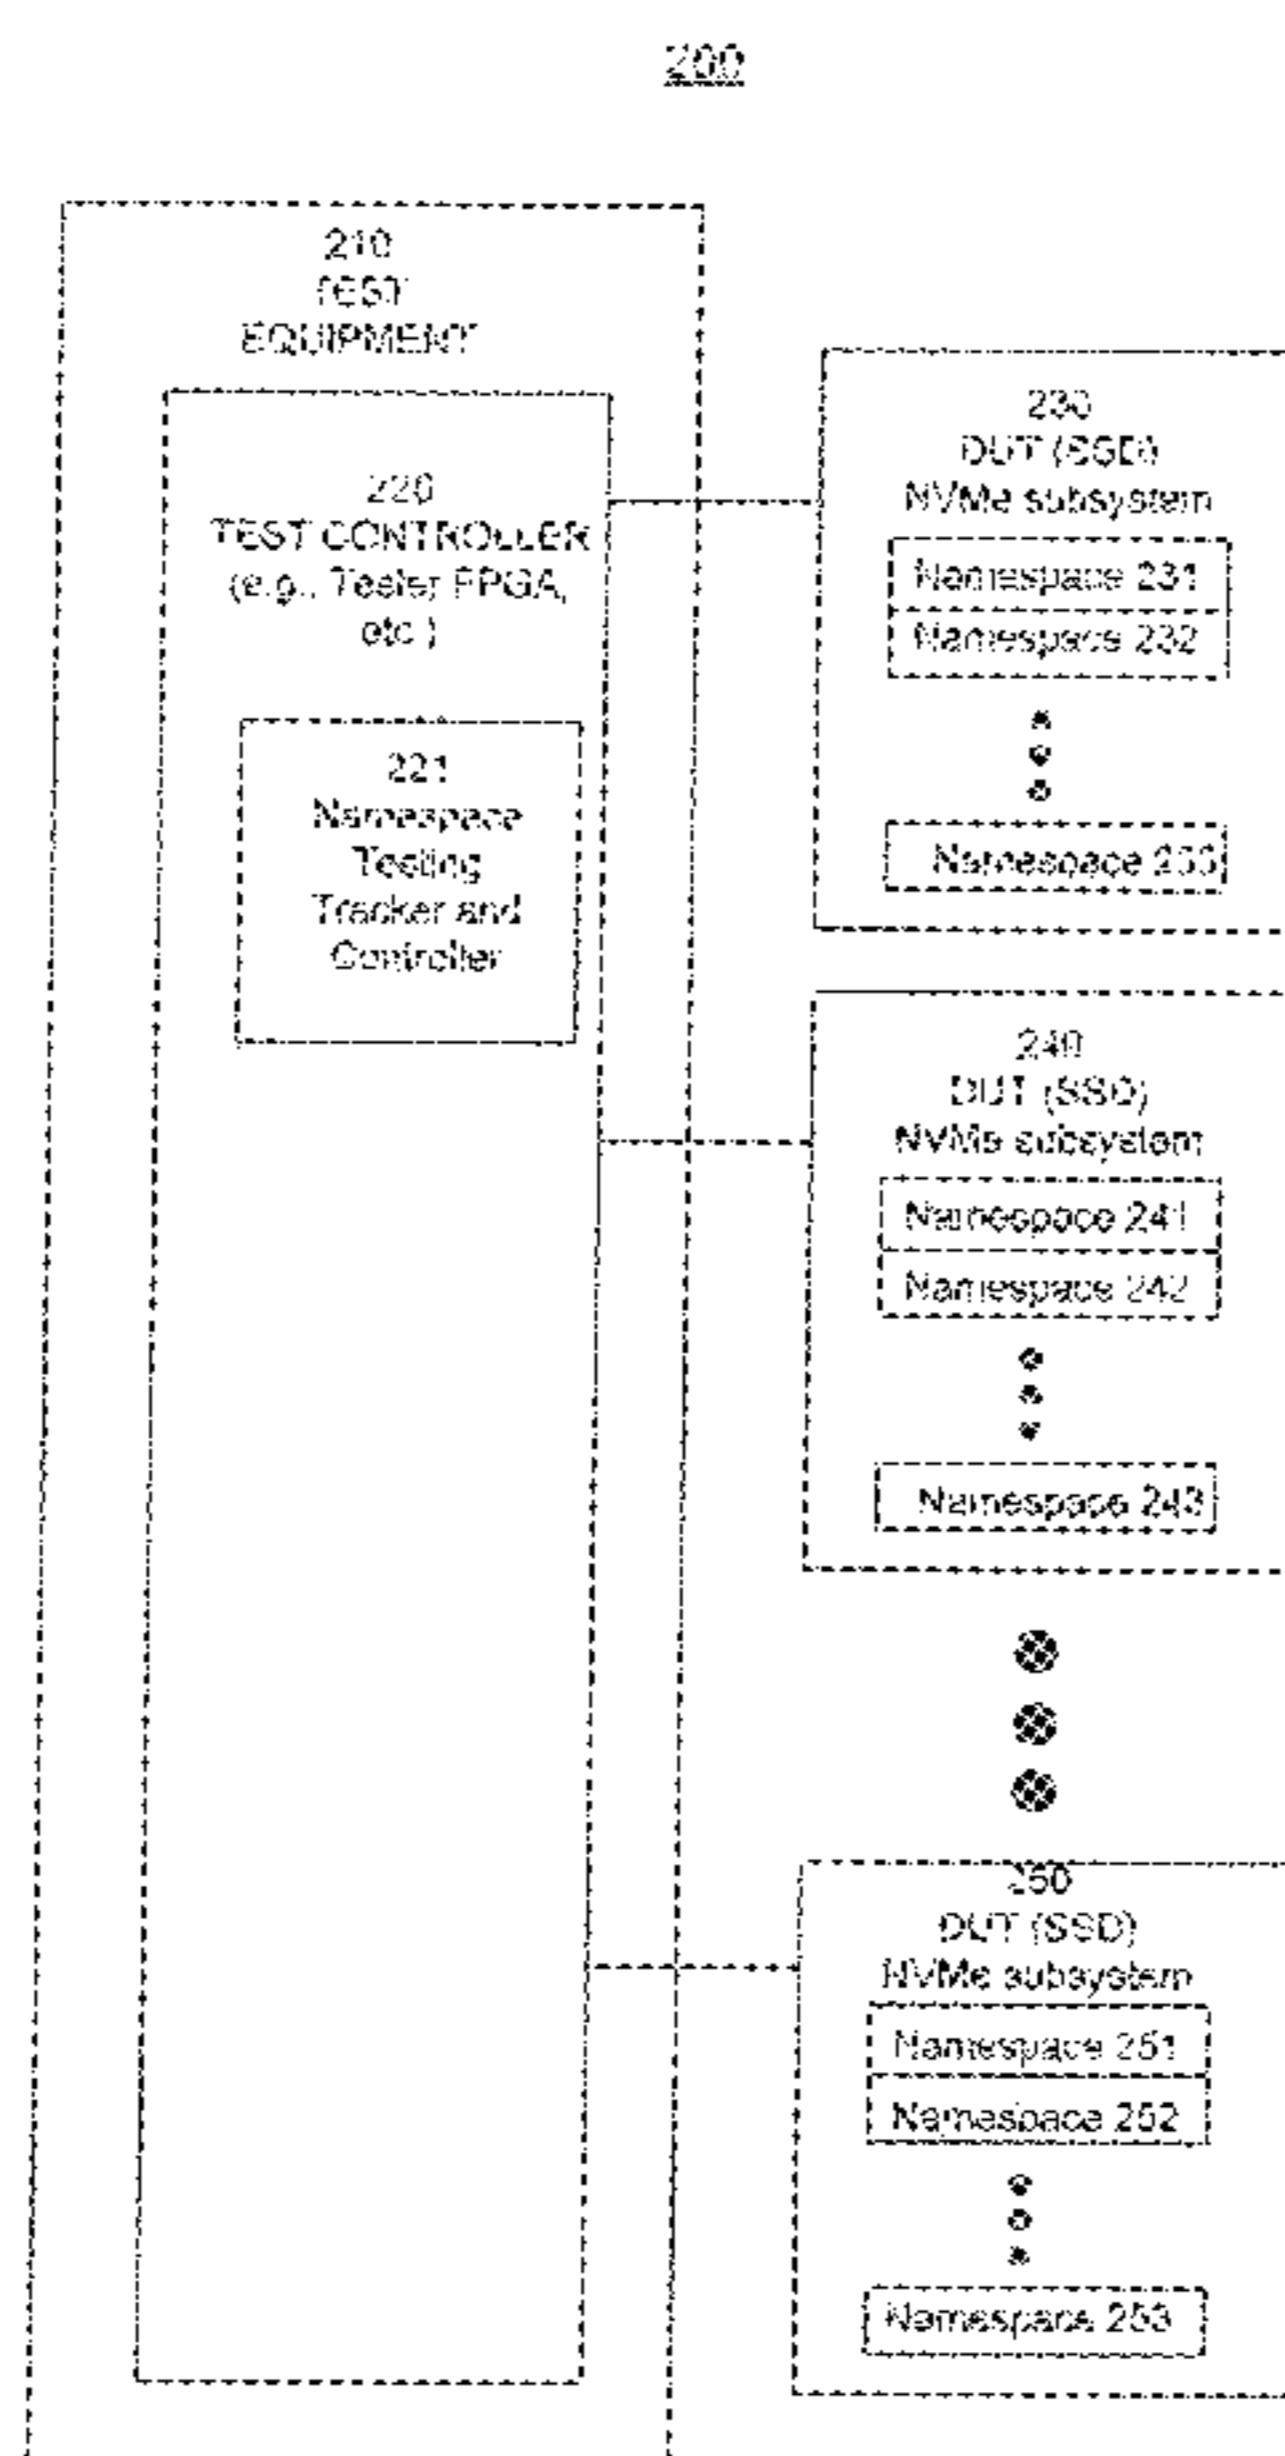 200
210
TEST
EQUIPMENT
220
TEST CONTROLLER
(e.g., Tester FPGA,
etc.)
221
Namespace
Testing
Tracker and
Controller
230
DUT (SSD)
NVMe subsystem
Namespace 231
Namespace 232
Namespace 233
240
DUT (SSD)
NVMe subsystem
Namespace 241
Namespace 242
Namespace 243
250
DUT (SSD)
NVMe subsystem
Namespace 251
Namespace 252
Namespace 253